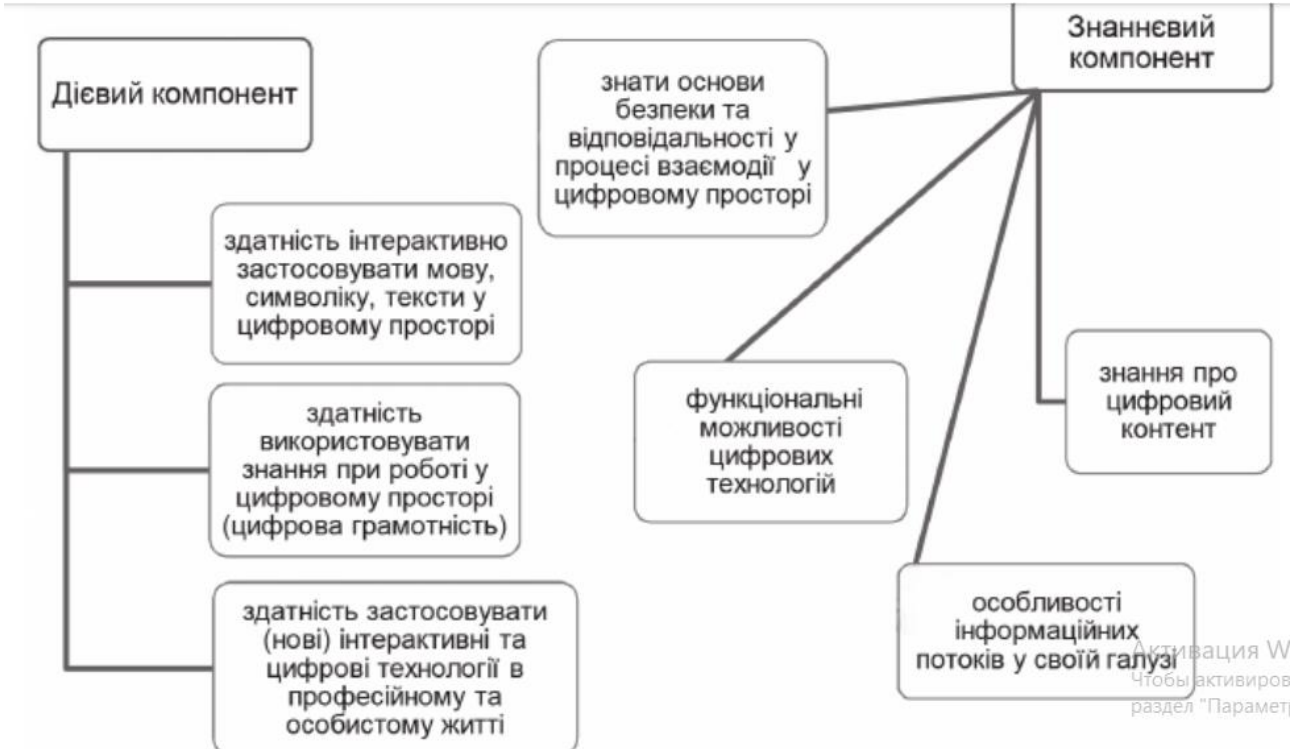 Дієвий компонент
здатність інтерактивно
застосовувати мову,
символіку, тексти у
цифровому просторі
здатність
використовувати
знання при роботі у
цифровому просторі
(цифрова грамотність)
здатність застосовувати
(нові) інтерактивні та
цифрові технології в
професійному та
особистому житті
Знаннєвий
компонент
знати основи
безпеки та
відповідальності у
процесі взаємодії у
цифровому просторі
функціональні
можливості
цифрових
технологій
знання про
цифровий
контент
особливості
інформаційних
потоків у своїй галузі
Активация W
Чтобы активиров
раздел "Параметр